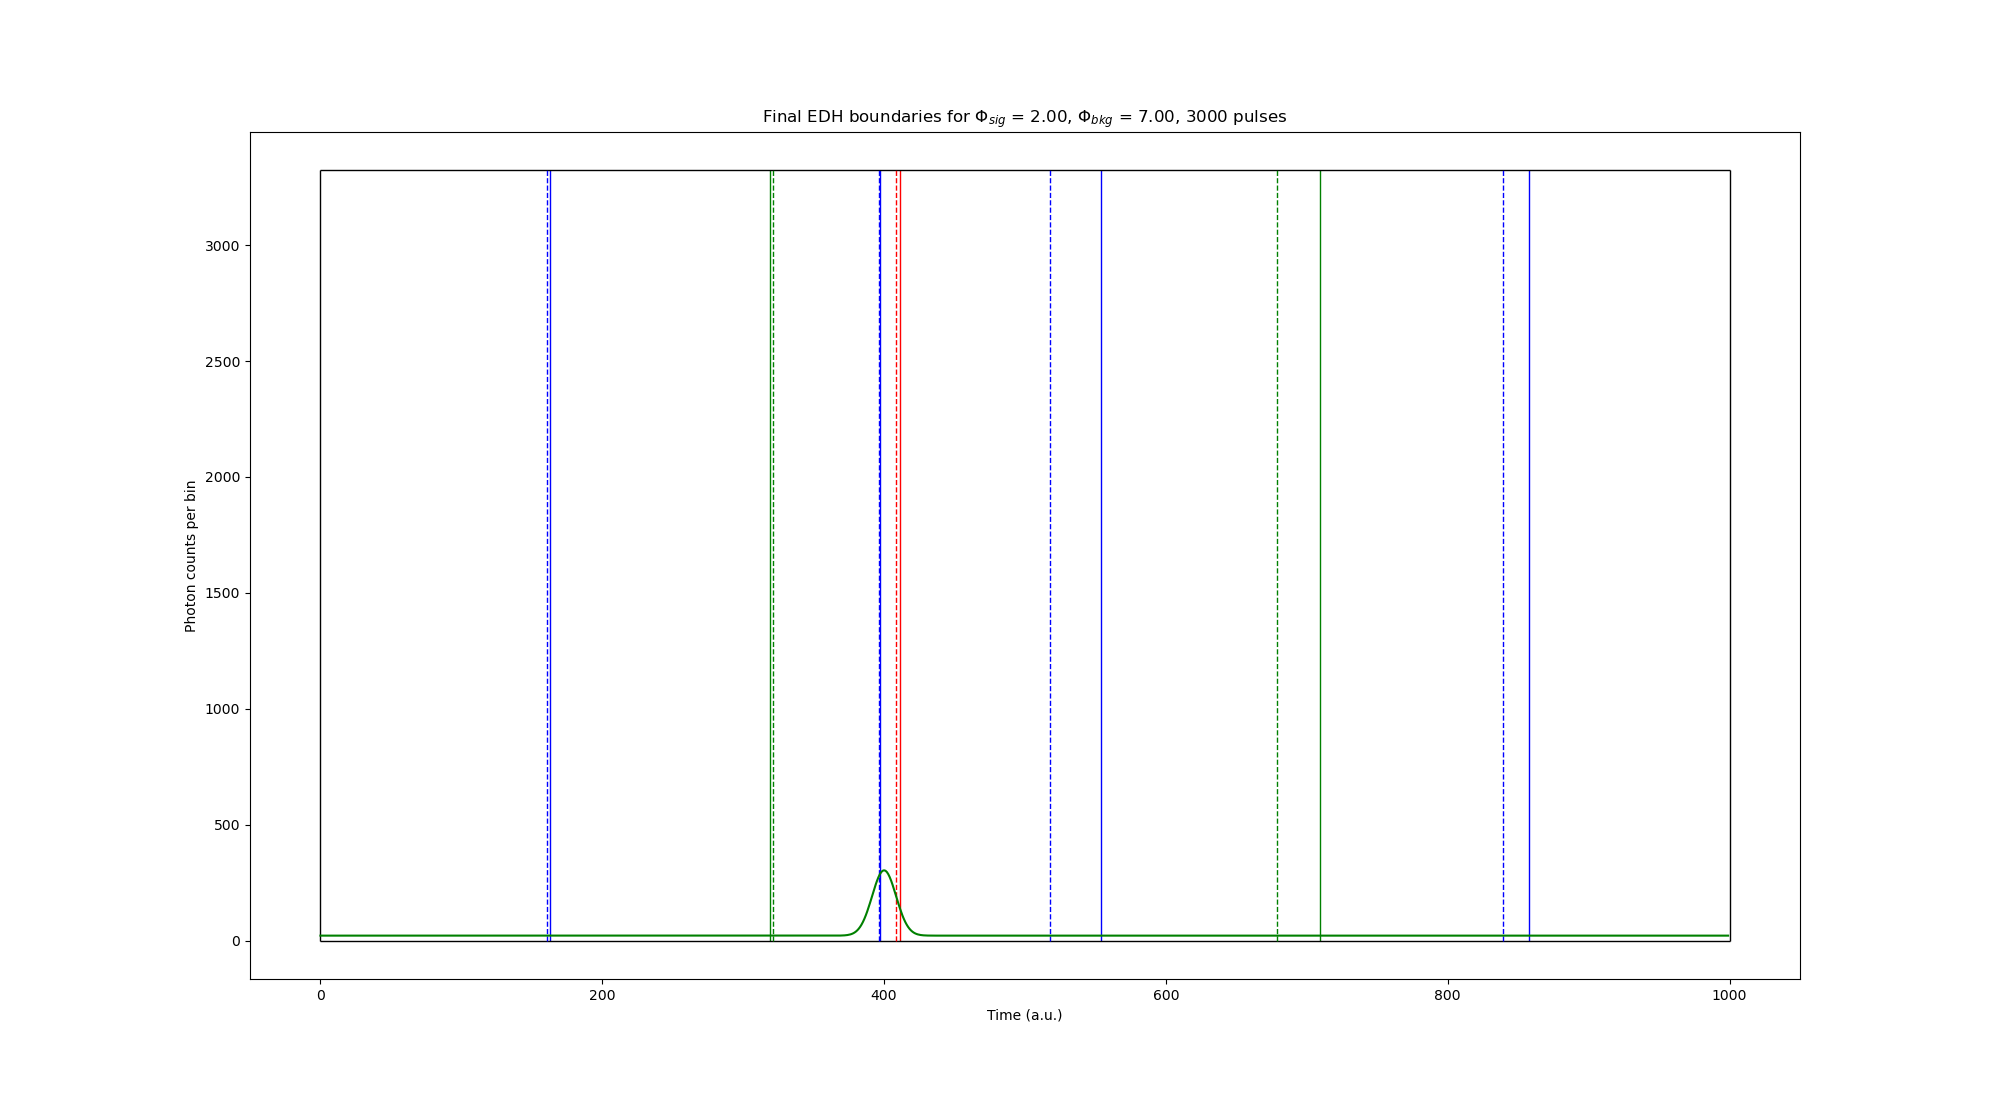 Final EDH boundaries for Φsig = 2.00, Φbkg = 7.00, 3000 pulses
Photon counts per bin
3000
2500
2000
1500
1000
500
0
0 200 400 600 800 1000
Time (a.u.)